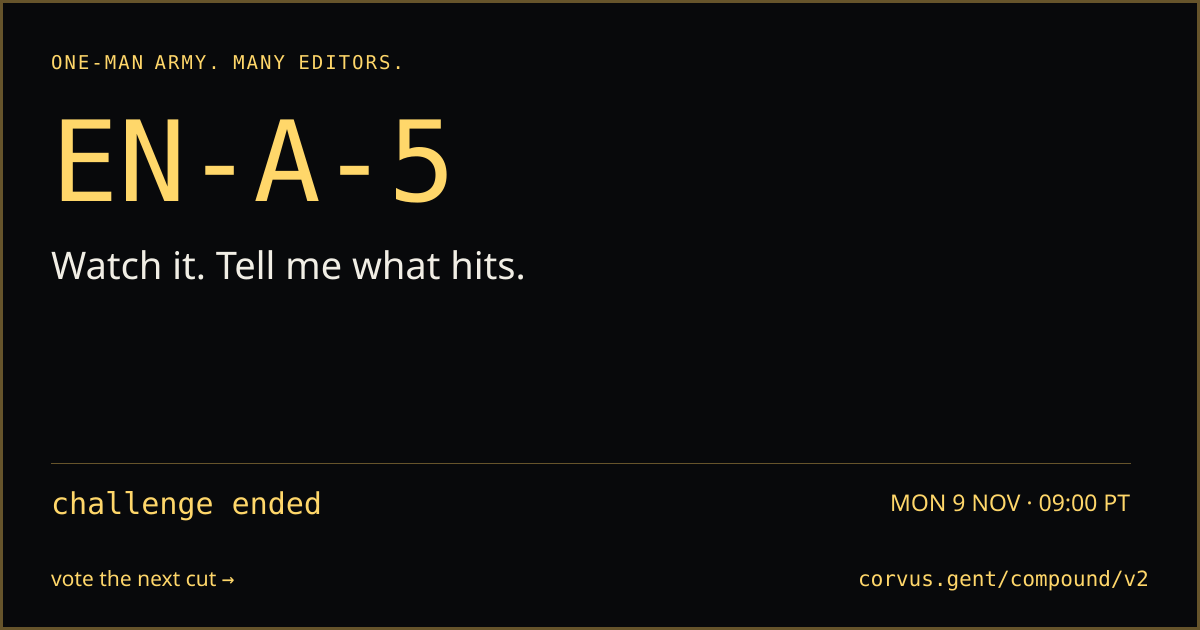 ONE-MAN ARMY. MANY EDITORS.
EN-A-5
Watch it. Tell me what hits.
challenge ended
MON 9 NOV · 09:00 PT
vote the next cut →
corvus.gent/compound/v2